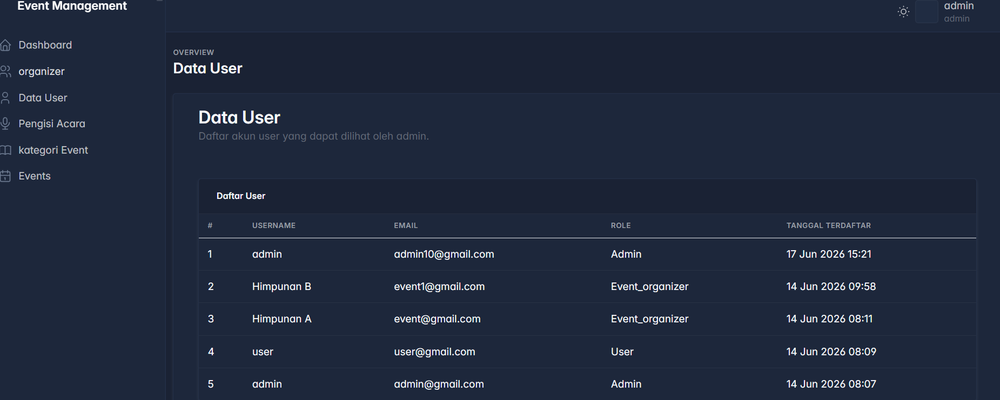 Event Management
admin
admin
Dashboard
organizer
Data User
Pengisi Acara
kategori Event
Events
OVERVIEW
Data User
Data User
Daftar akun user yang dapat dilihat oleh admin.
Daftar User
# USERNAME EMAIL ROLE TANGGAL TERDAFTAR
1 admin admin10@gmail.com Admin 17 Jun 2026 15:21
2 Himpunan B event1@gmail.com Event_organizer 14 Jun 2026 09:58
3 Himpunan A event@gmail.com Event_organizer 14 Jun 2026 08:11
4 user user@gmail.com User 14 Jun 2026 08:09
5 admin admin@gmail.com Admin 14 Jun 2026 08:07